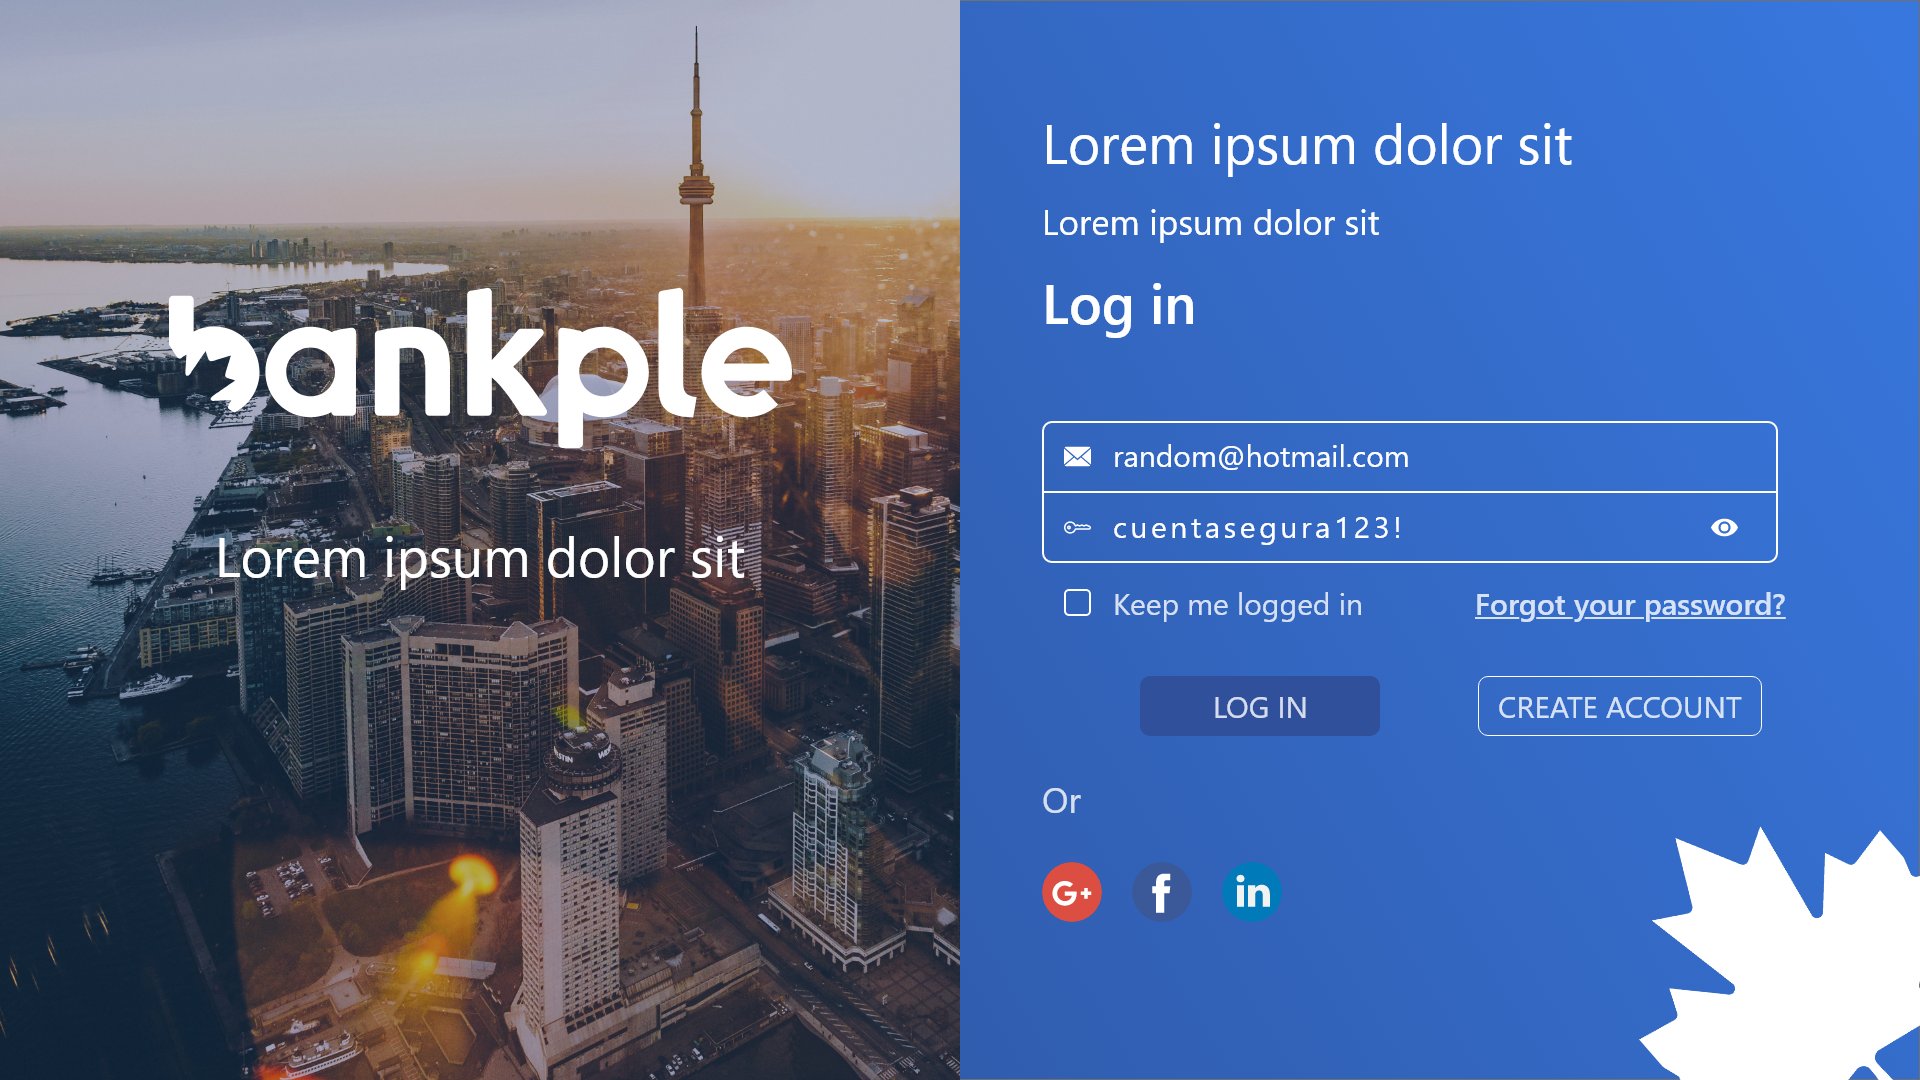 bankple
Lorem ipsum dolor sit
Lorem ipsum dolor sit
Lorem ipsum dolor sit
Log in
random@hotmail.com
cuentasegura123!
Keep me logged in
Forgot your password?
LOG IN
CREATE ACCOUNT
Or
G+
f
in